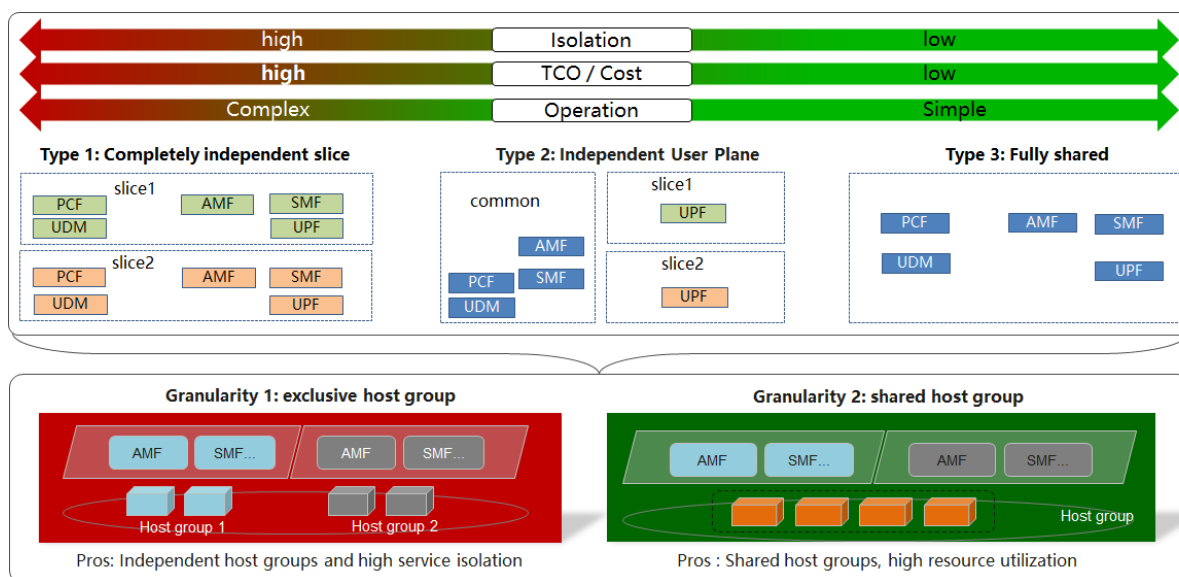 high Isolation low
high TCO / Cost low
Complex Operation Simple
Type 1: Completely independent slice
slice1
PCF AMF SMF
UDM UPF
slice2
PCF AMF SMF
UDM UPF
Type 2: Independent User Plane
common
AMF
PCF SMF
UDM
slice1
UPF
slice2
UPF
Type 3: Fully shared
PCF AMF SMF
UDM UPF
Granularity 1: exclusive host group
AMF SMF... AMF SMF...
Host group 1 Host group 2
Pros: Independent host groups and high service isolation
Granularity 2: shared host group
AMF SMF... AMF SMF...
Host group
Pros : Shared host groups, high resource utilization